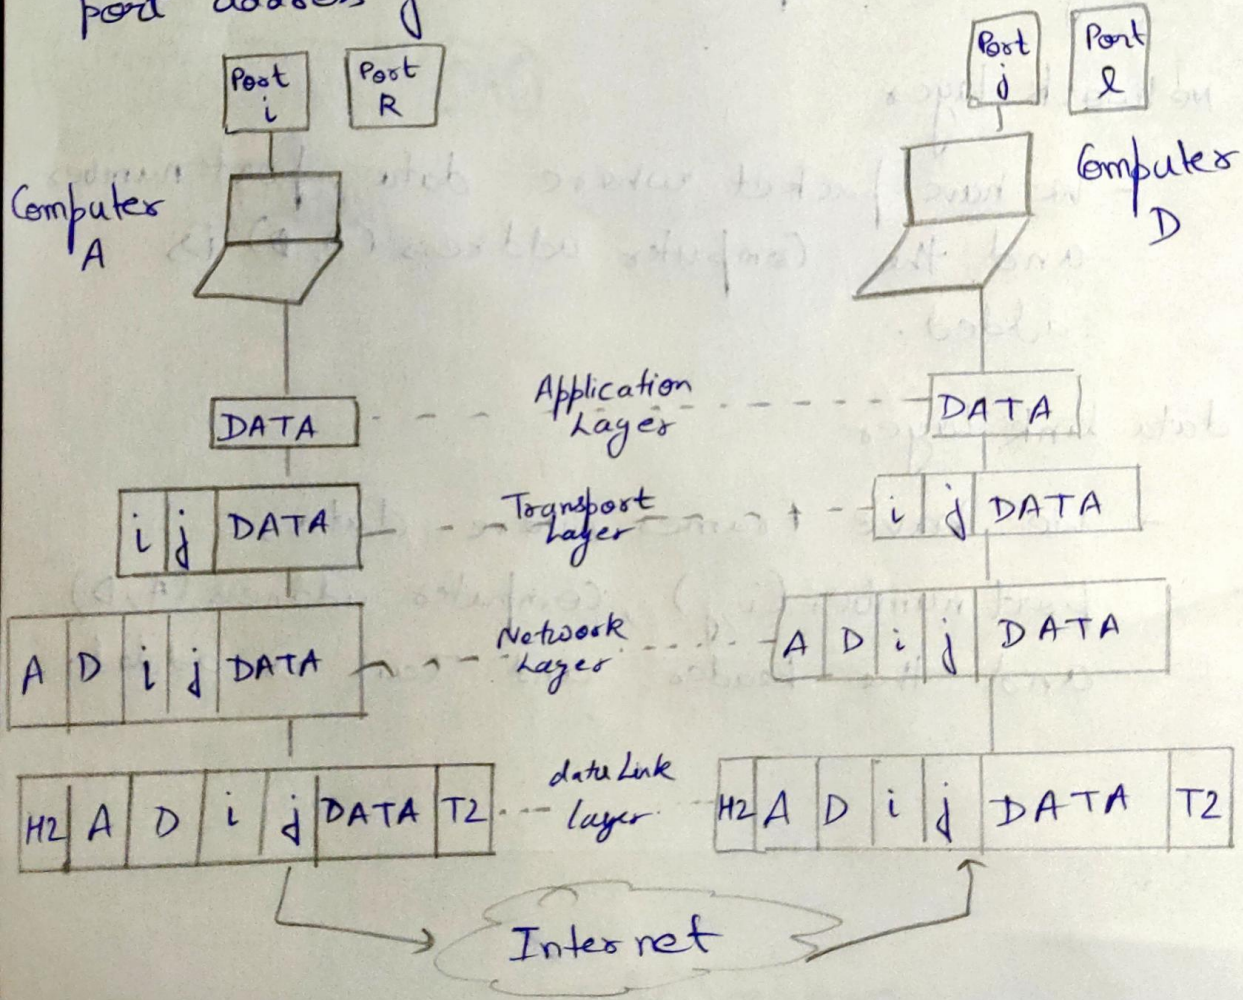 port address j
Port
i
Port
R
Port
j
Port
l
Computer
A
Computer
D
DATA
Application
Layer
DATA
i j DATA
Transport
Layer
i j DATA
A D i j DATA
Network
Layer
A D i j DATA
H2 A D i j DATA T2
data Link
layer
H2 A D i j DATA T2
Internet